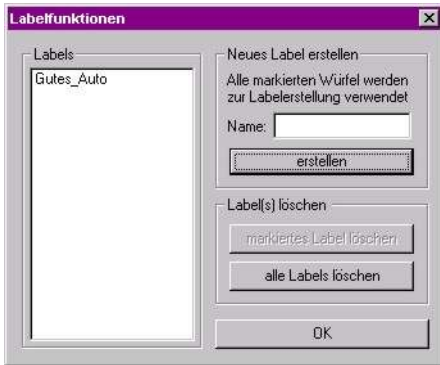 Labelfunktionen
Labels
Gutes_Auto
Neues Label erstellen
Alle markierten Würfel werden
zur Labelerstellung verwendet
Name:
erstellen
Label(s) löschen
markiertes Label löschen
alle Labels löschen
OK